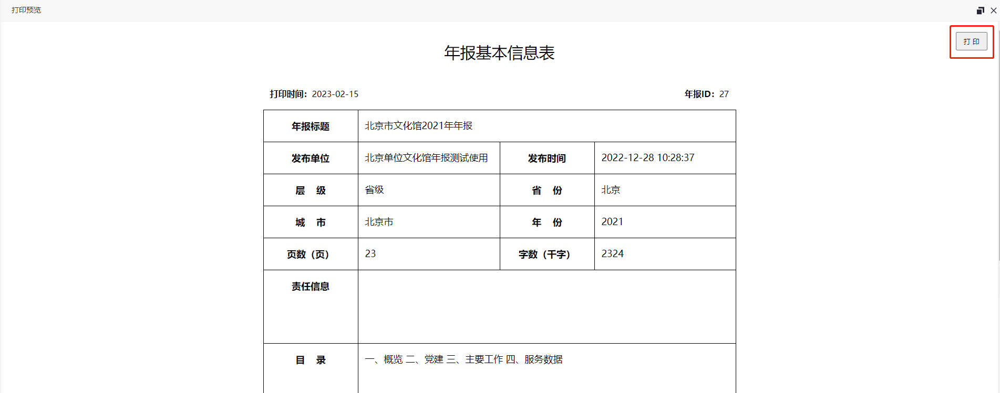 打印预览
打 印
年报基本信息表
打印时间：2023-02-15 年报ID：27
年报标题 北京市文化馆2021年年报
发布单位 北京单位文化馆年报测试使用 发布时间 2022-12-28 10:28:37
层 级 省级 省 份 北京
城 市 北京市 年 份 2021
页数（页） 23 字数（千字） 2324
责任信息
目 录 一、概览 二、党建 三、主要工作 四、服务数据